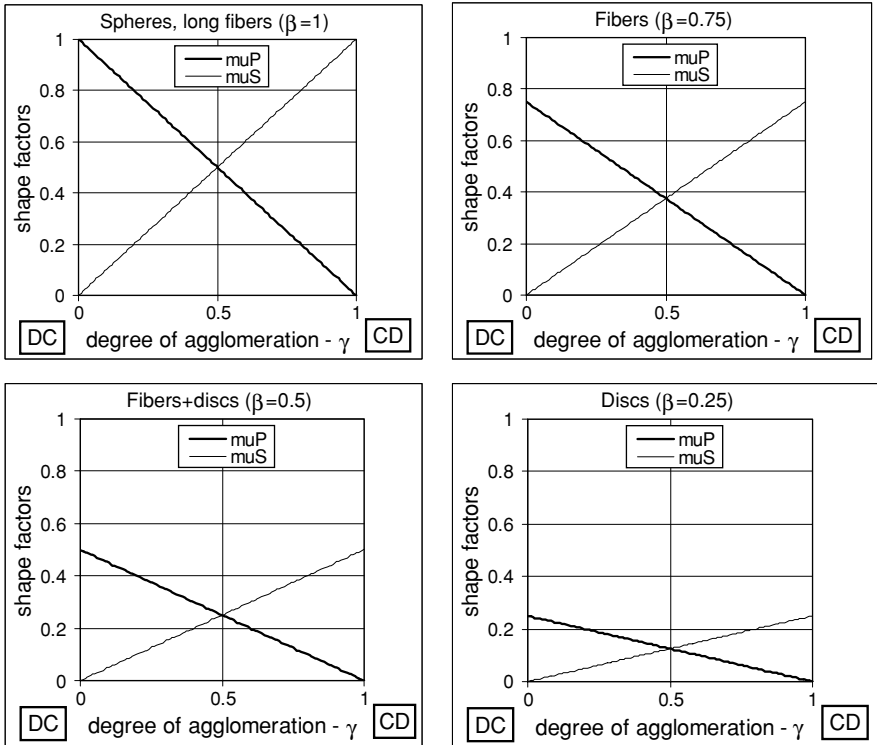 Spheres, long fibers (β=1)
muP
muS
shape factors
1
0.8
0.6
0.4
0.2
0
0 0.5 1
DC degree of agglomeration - γ CD
Fibers (β=0.75)
muP
muS
shape factors
1
0.8
0.6
0.4
0.2
0
0 0.5 1
DC degree of agglomeration - γ CD
Fibers+discs (β=0.5)
muP
muS
shape factors
1
0.8
0.6
0.4
0.2
0
0 0.5 1
DC degree of agglomeration - γ CD
Discs (β=0.25)
muP
muS
shape factors
1
0.8
0.6
0.4
0.2
0
0 0.5 1
DC degree of agglomeration - γ CD